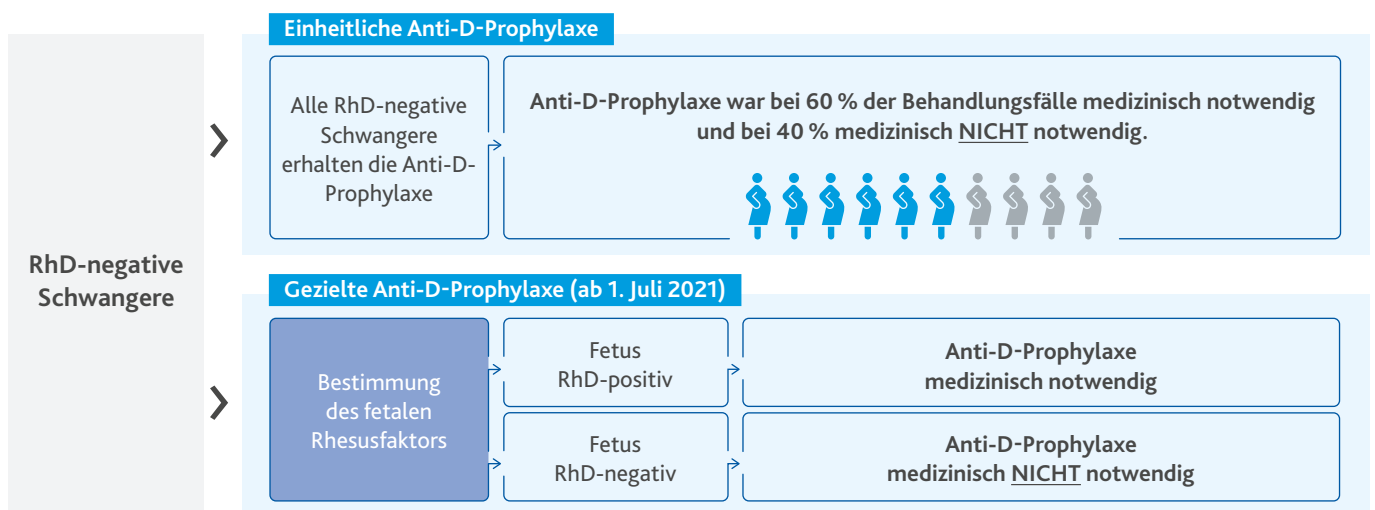 Einheitliche Anti-D-Prophylaxe
Alle RhD-negative
Schwangere
erhalten die Anti-D-
Prophylaxe
Anti-D-Prophylaxe war bei 60 % der Behandlungsfälle medizinisch notwendig
und bei 40 % medizinisch NICHT notwendig.
RhD-negative
Schwangere
Gezielte Anti-D-Prophylaxe (ab 1. Juli 2021)
Bestimmung
des fetalen
Rhesusfaktors
Fetus
RhD-positiv
Anti-D-Prophylaxe
medizinisch notwendig
Fetus
RhD-negativ
Anti-D-Prophylaxe
medizinisch NICHT notwendig